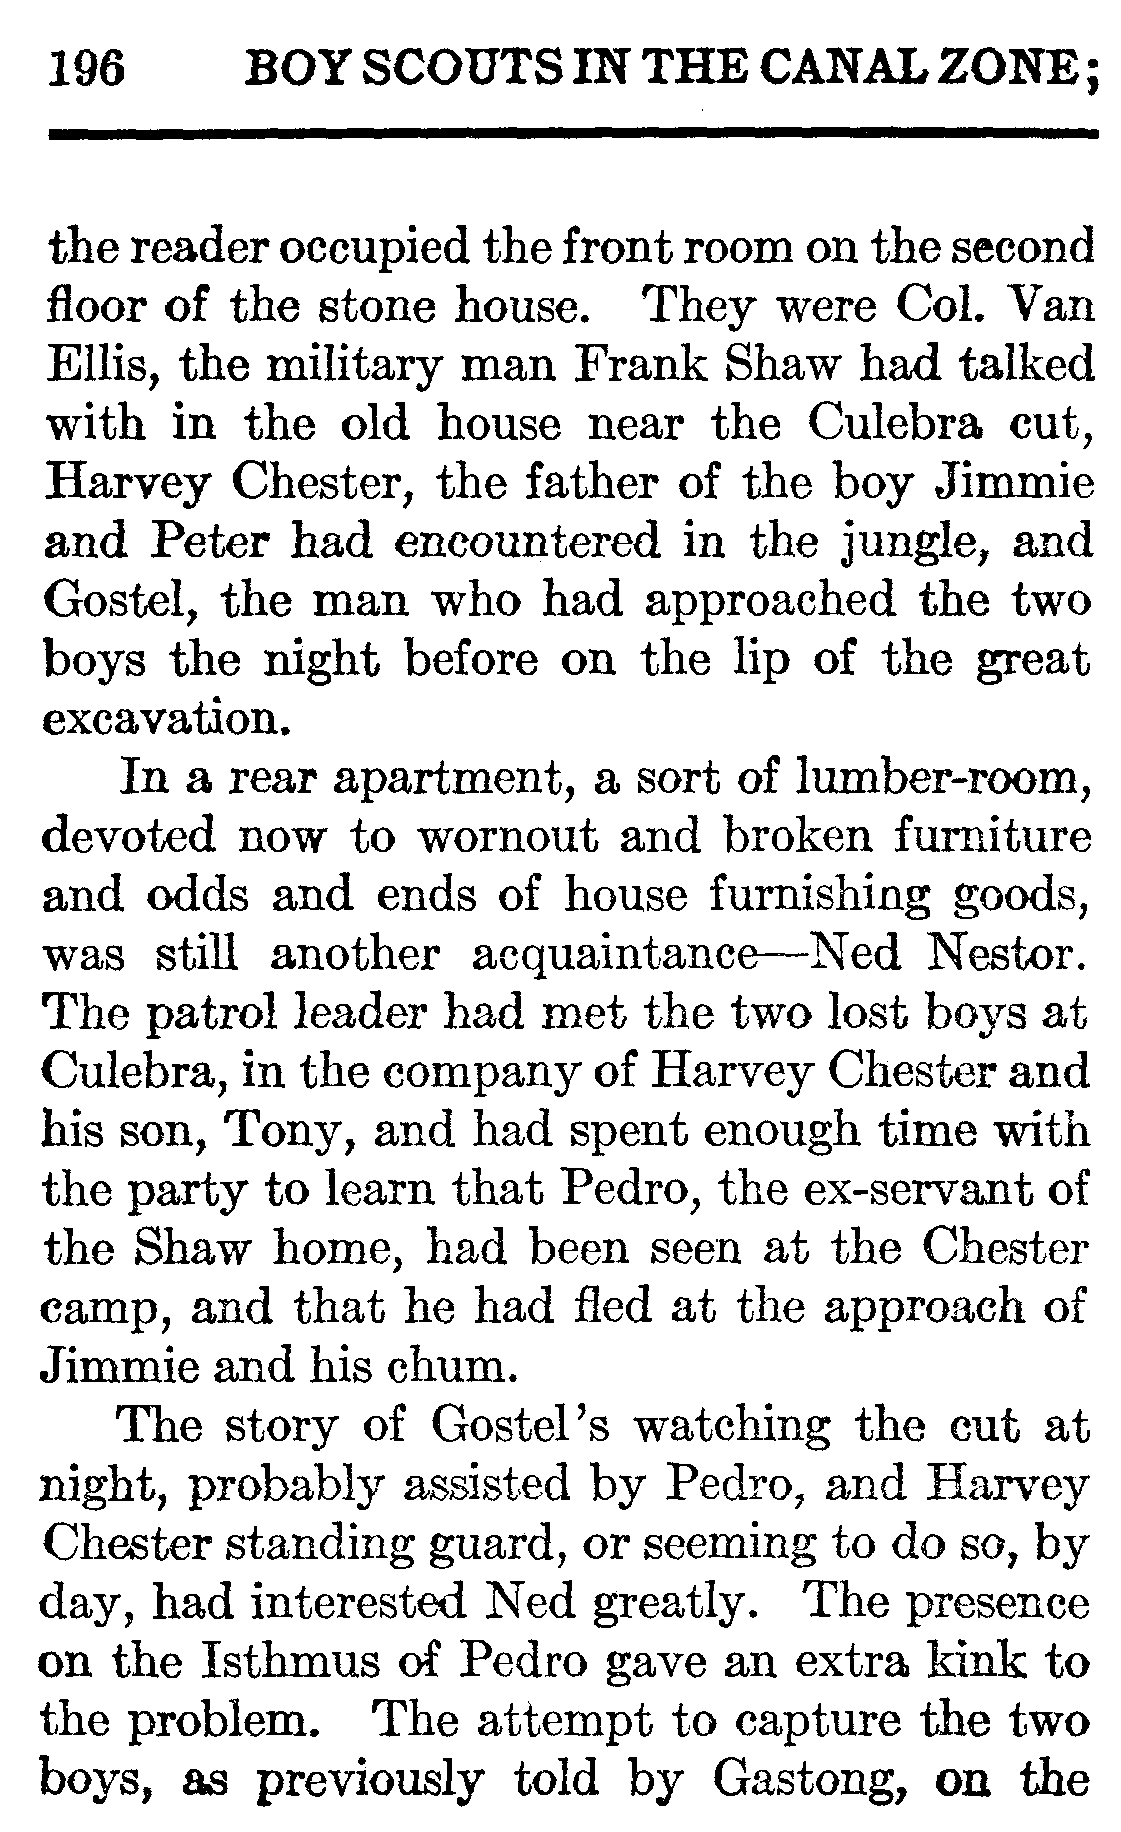 196 BOY SCOUTS IN THE CANAL ZONE;
the reader occupied the front room on the second
floor of the stone house. They were Col. Van
Ellis, the military man Frank Shaw had talked
with in the old house near the Culebra cut,
Harvey Chester, the father of the boy Jimmie
and Peter had encountered in the jungle, and
Gostel, the man who had approached the two
boys the night before on the lip of the great
excavation.
In a rear apartment, a sort of lumber-room,
devoted now to wornout and broken furniture
and odds and ends of house furnishing goods,
was still another acquaintance—Ned Nestor.
The patrol leader had met the two lost boys at
Culebra, in the company of Harvey Chester and
his son, Tony, and had spent enough time with
the party to learn that Pedro, the ex-servant of
the Shaw home, had been seen at the Chester
camp, and that he had fled at the approach of
Jimmie and his chum.
The story of Gostel's watching the cut at
night, probably assisted by Pedro, and Harvey
Chester standing guard, or seeming to do so, by
day, had interested Ned greatly. The presence
on the Isthmus of Pedro gave an extra kink to
the problem. The attempt to capture the two
boys, as previously told by Gastong, on the